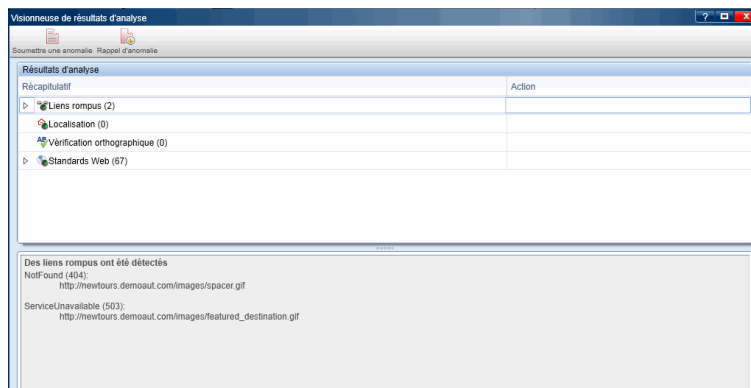 Visionneuse de résultats d'analyse
Soumettre une anomalie Rappel d'anomalie
Résultats d'analyse
Récapitulatif Action
Liens rompus (2)
Localisation (0)
Vérification orthographique (0)
Standards Web (67)
Des liens rompus ont été détectés
NotFound (404):
http://newtours.demoaut.com/images/spacer.gif
ServiceUnavailable (503):
http://newtours.demoaut.com/images/featured_destination.gif